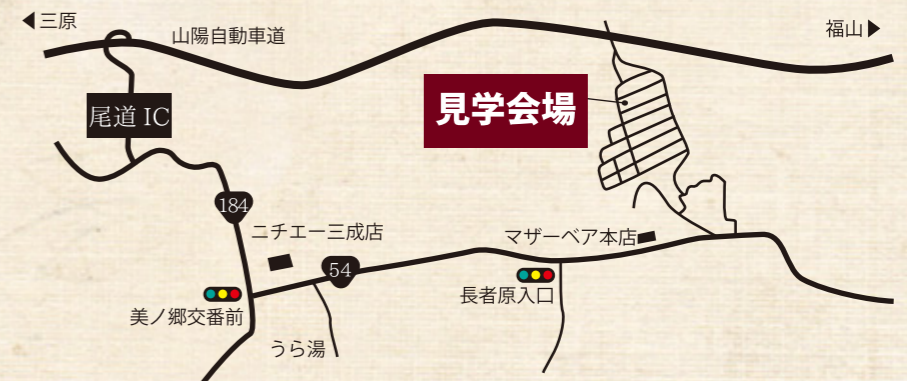 ◀三原
山陽自動車道
福山▶
見学会場
尾道 IC
184
ニチエー三成店
マザーベア本店
54
長者原入口
美ノ郷交番前
うら湯